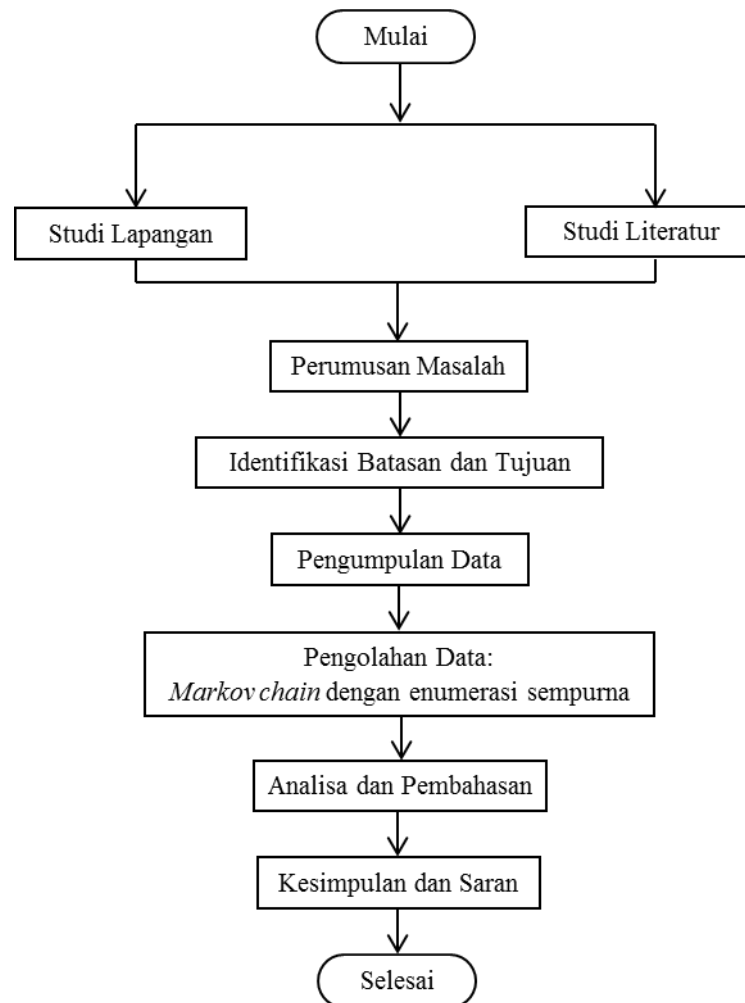 Mulai
Studi Lapangan
Studi Literatur
Perumusan Masalah
Identifikasi Batasan dan Tujuan
Pengumpulan Data
Pengolahan Data:
Markov chain dengan enumerasi sempurna
Analisa dan Pembahasan
Kesimpulan dan Saran
Selesai